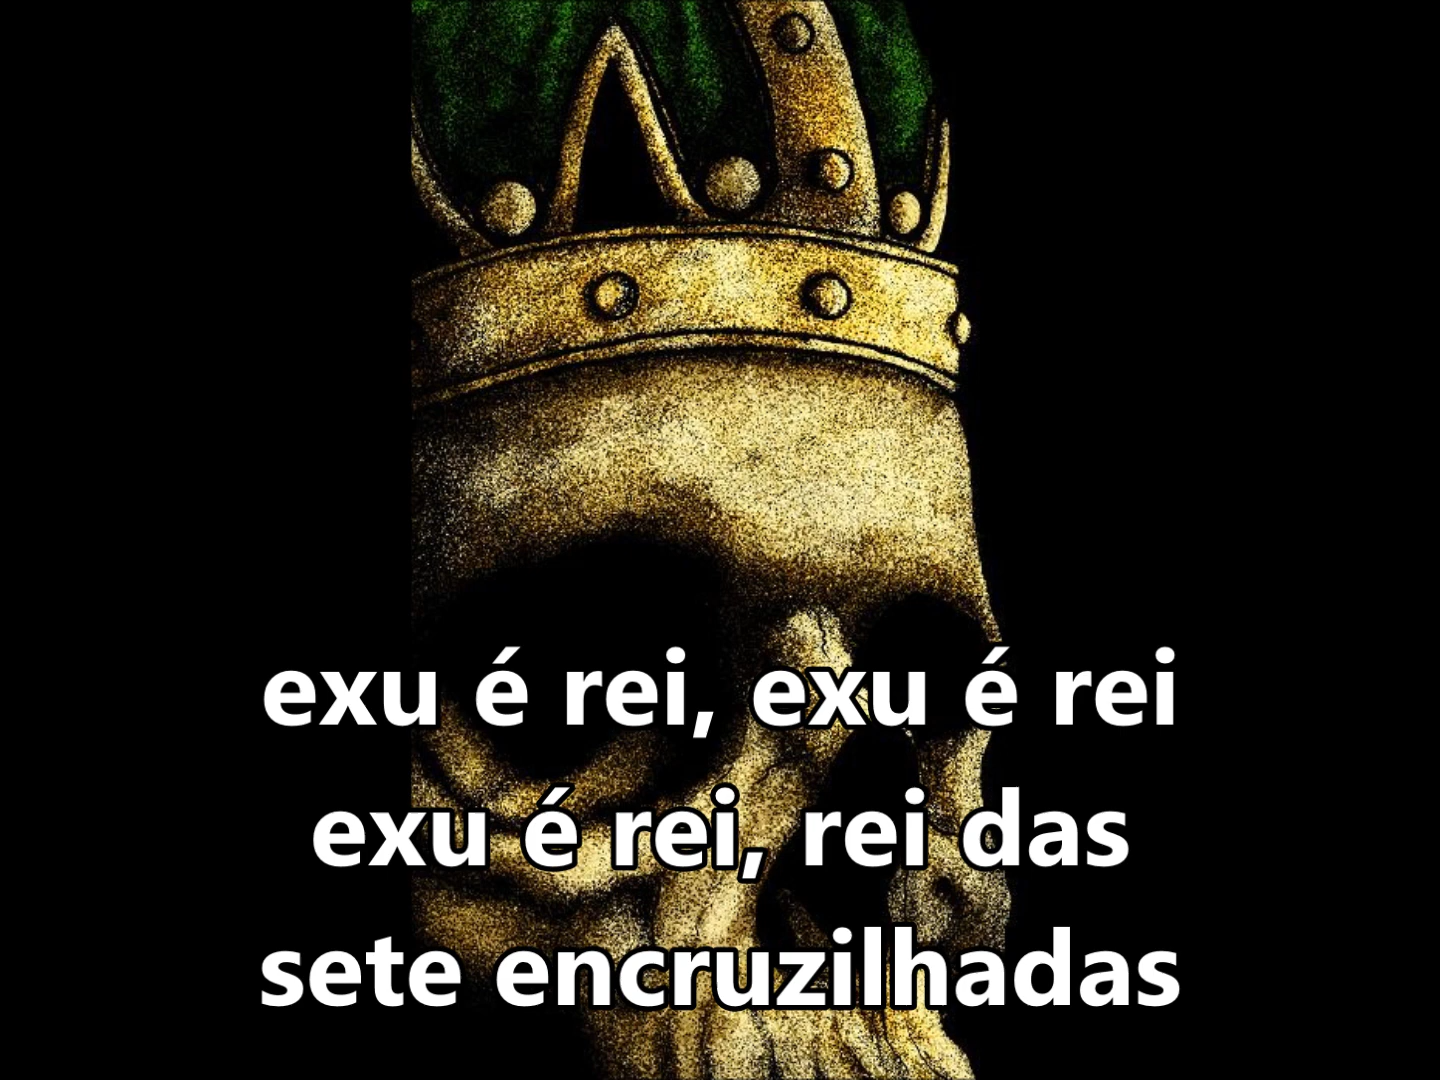 exu é rei, exu é rei
exu é rei, rei das
sete encruzilhadas